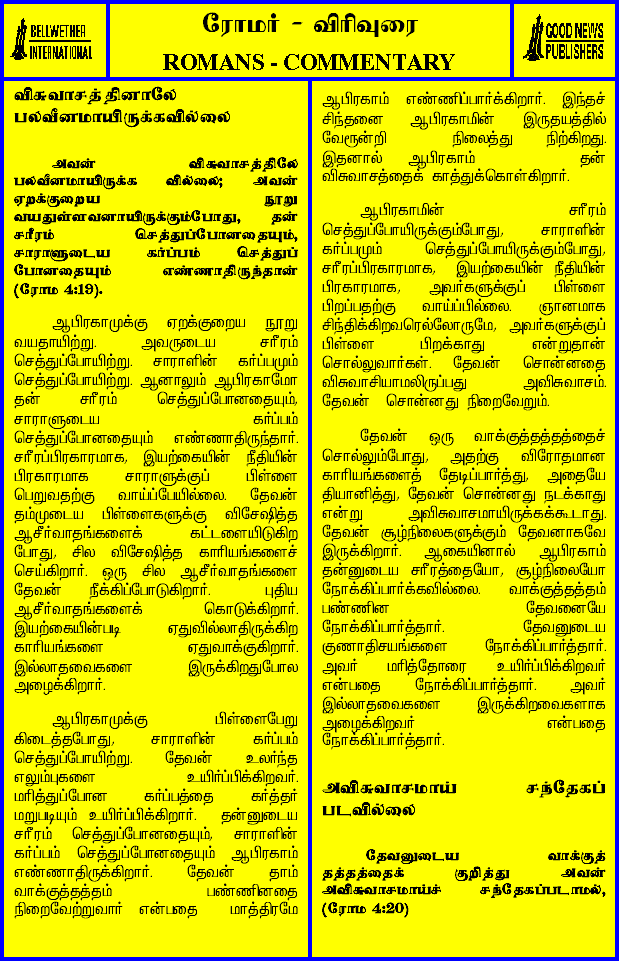 BELLWETHER
INTERNATIONAL
ரோமர் - விரிவுரை
ROMANS - COMMENTARY
GOOD NEWS
PUBLISHERS
விசுவாசத்தினாலே
பலவீனமாயிருக்கவில்லை
அவன் விசுவாசத்திலே
பலவீனமாயிருக்க வில்லை; அவன்
ஏறக்குறைய நூறு
வயதுள்ளவனாயிருக்கும்போது, தன்
சரீரம் செத்துப்போனதையும்,
சாராளுடைய கர்ப்பம் செத்துப்
போனதையும் எண்ணாதிருந்தான்
(ரோம 4:19).
ஆபிரகாமுக்கு ஏறக்குறைய நூறு
வயதாயிற்று. அவருடைய சரீரம்
செத்துப்போயிற்று. சாராளின் கர்ப்பமும்
செத்துப்போயிற்று. ஆனாலும் ஆபிரகாமோ
தன் சரீரம் செத்துப்போனதையும்,
சாராளுடைய கர்ப்பம்
செத்துப்போனதையும் எண்ணாதிருந்தார்.
சரீரப்பிரகாரமாக, இயற்கையின் நீதியின்
பிரகாரமாக சாராளுக்குப் பிள்ளை
பெறுவதற்கு வாய்ப்பேயில்லை. தேவன்
தம்முடைய பிள்ளைகளுக்கு விசேஷித்த
ஆசீர்வாதங்களைக் கட்டளையிடுகிற
போது, சில விசேஷித்த காரியங்களைச்
செய்கிறார். ஒரு சில ஆசீர்வாதங்களை
தேவன் நீக்கிப்போடுகிறார். புதிய
ஆசீர்வாதங்களைக் கொடுக்கிறார்.
இயற்கையின்படி ஏதுவில்லாதிருக்கிற
காரியங்களை ஏதுவாக்குகிறார்.
இல்லாதவைகளை இருக்கிறதுபோல
அழைக்கிறார்.
ஆபிரகாமுக்கு பிள்ளைபேறு
கிடைத்தபோது, சாராளின் கர்ப்பம்
செத்துப்போயிற்று. தேவன் உலர்ந்த
எலும்புகளை உயிர்ப்பிக்கிறவர்.
மரித்துப்போன கர்ப்பத்தை கர்த்தர்
மறுபடியும் உயிர்ப்பிக்கிறார். தன்னுடைய
சரீரம் செத்துப்போனதையும், சாராளின்
கர்ப்பம் செத்துப்போனதையும் ஆபிரகாம்
எண்ணாதிருக்கிறார். தேவன் தாம்
வாக்குத்தத்தம் பண்ணினதை
நிறைவேற்றுவார் என்பதை மாத்திரமே
ஆபிரகாம் எண்ணிப்பார்க்கிறார். இந்தச்
சிந்தனை ஆபிரகாமின் இருதயத்தில்
வேரூன்றி நிலைத்து நிற்கிறது.
இதனால் ஆபிரகாம் தன்
விசுவாசத்தைக் காத்துக்கொள்கிறார்.
ஆபிரகாமின் சரீரம்
செத்துப்போயிருக்கும்போது, சாராளின்
கர்ப்பமும் செத்துப்போயிருக்கும்போது,
சரீரப்பிரகாரமாக, இயற்கையின் நீதியின்
பிரகாரமாக, அவர்களுக்குப் பிள்ளை
பிறப்பதற்கு வாய்ப்பில்லை. ஞானமாக
சிந்திக்கிறவரெல்லோருமே, அவர்களுக்குப்
பிள்ளை பிறக்காது என்றுதான்
சொல்லுவார்கள். தேவன் சொன்னதை
விசுவாசியாமலிருப்பது அவிசுவாசம்.
தேவன் சொன்னது நிறைவேறும்.
தேவன் ஒரு வாக்குத்தத்தத்தைச்
சொல்லும்போது, அதற்கு விரோதமான
காரியங்களைத் தேடிப்பார்த்து, அதையே
தியானித்து, தேவன் சொன்னது நடக்காது
என்று அவிசுவாசமாயிருக்கக்கூடாது.
தேவன் சூழ்நிலைகளுக்கும் தேவனாகவே
இருக்கிறார். ஆகையினால் ஆபிரகாம்
தன்னுடைய சரீரத்தையோ, சூழ்நிலையோ
நோக்கிப்பார்க்கவில்லை. வாக்குத்தத்தம்
பண்ணின தேவனையே
நோக்கிப்பார்த்தார். தேவனுடைய
குணாதிசயங்களை நோக்கிப்பார்த்தார்.
அவர் மரித்தோரை உயிர்ப்பிக்கிறவர்
என்பதை நோக்கிப்பார்த்தார். அவர்
இல்லாதவைகளை இருக்கிறவைகளாக
அழைக்கிறவர் என்பதை
நோக்கிப்பார்த்தார்.
அவிசுவாசமாய் சந்தேகப்
படவில்லை
தேவனுடைய வாக்குத்
தத்தத்தைக் குறித்து அவன்
அவிசுவாசமாய்ச் சந்தேகப்படாமல்,
(ரோம 4:20)